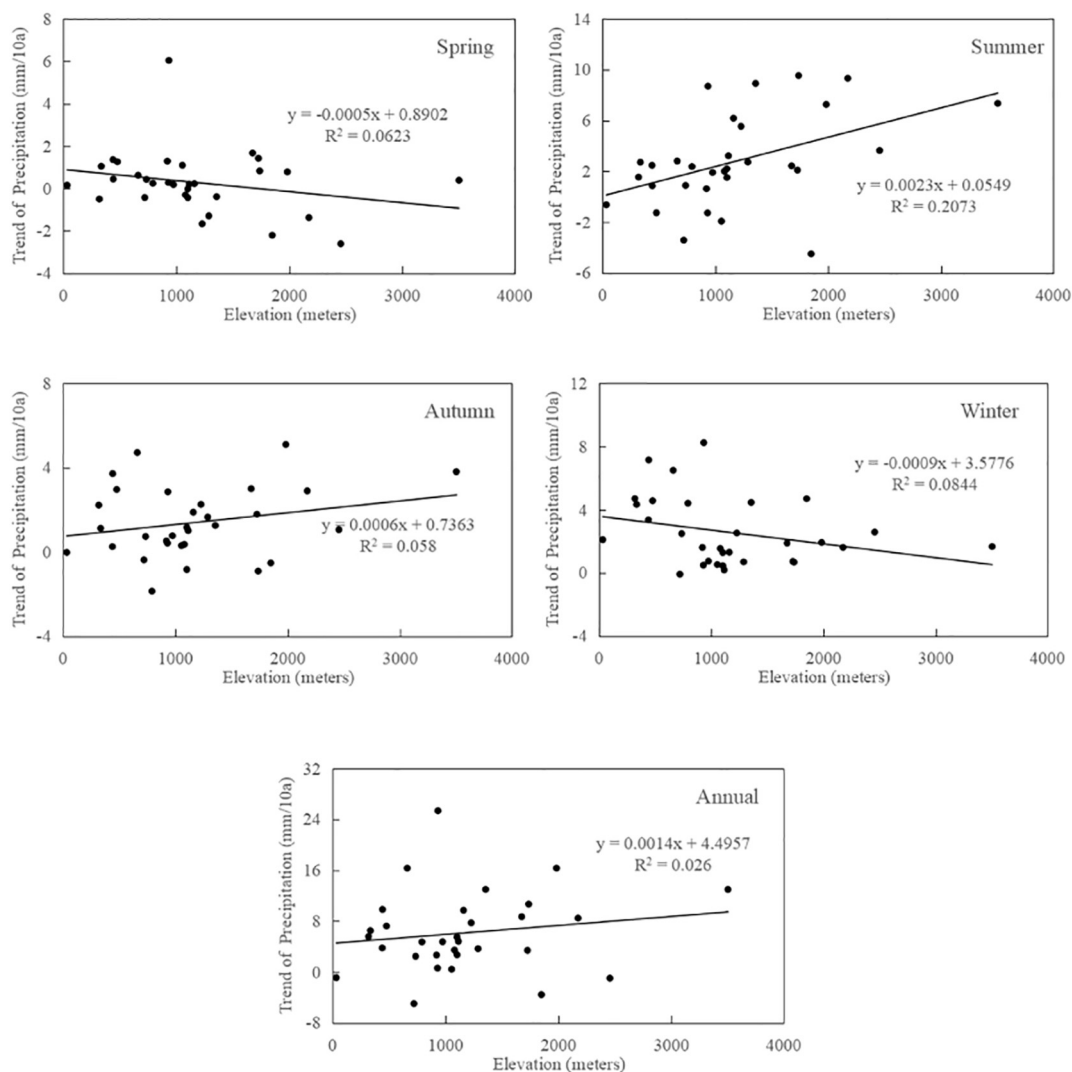 Spring
Trend of Precipitation (mm/10a)
8
6
4
2
0
-2
-4
y = -0.0005x + 0.8902
R² = 0.0623
0 1000 2000 3000 4000
Elevation (meters)
Summer
Trend of Precipitation (mm/10a)
14
10
6
2
-2
-6
y = 0.0023x + 0.0549
R² = 0.2073
0 1000 2000 3000 4000
Elevation (meters)
Autumn
Trend of Precipitation (mm/10a)
8
4
0
-4
y = 0.0006x + 0.7363
R² = 0.058
0 1000 2000 3000 4000
Elevation (meters)
Winter
Trend of Precipitation (mm/10a)
12
8
4
0
-4
y = -0.0009x + 3.5776
R² = 0.0844
0 1000 2000 3000 4000
Elevation (meters)
Annual
Trend of Precipitation (mm/10a)
32
24
16
8
0
-8
y = 0.0014x + 4.4957
R² = 0.026
0 1000 2000 3000 4000
Elevation (meters)